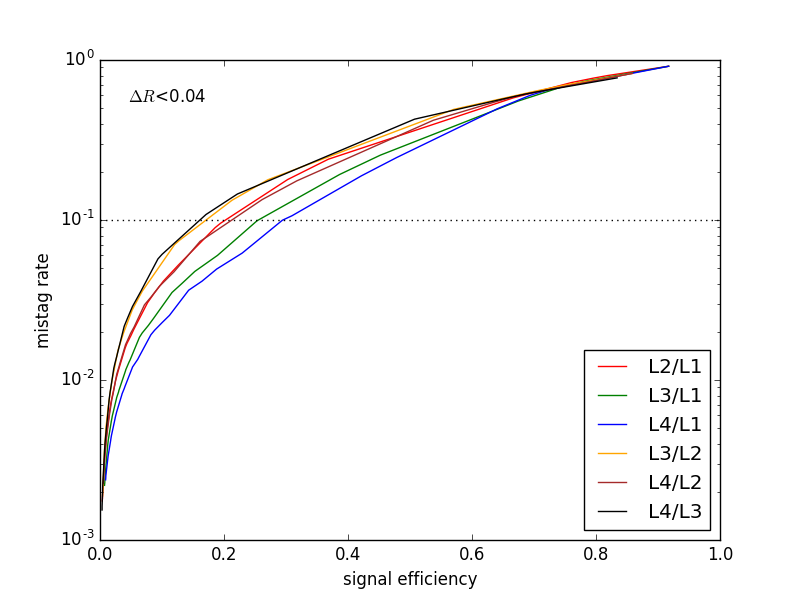 10^0
ΔR<0.04
10^-1
mistag rate
10^-2
L2/L1
L3/L1
L4/L1
L3/L2
L4/L2
L4/L3
10^-3
0.0 0.2 0.4 0.6 0.8 1.0
signal efficiency